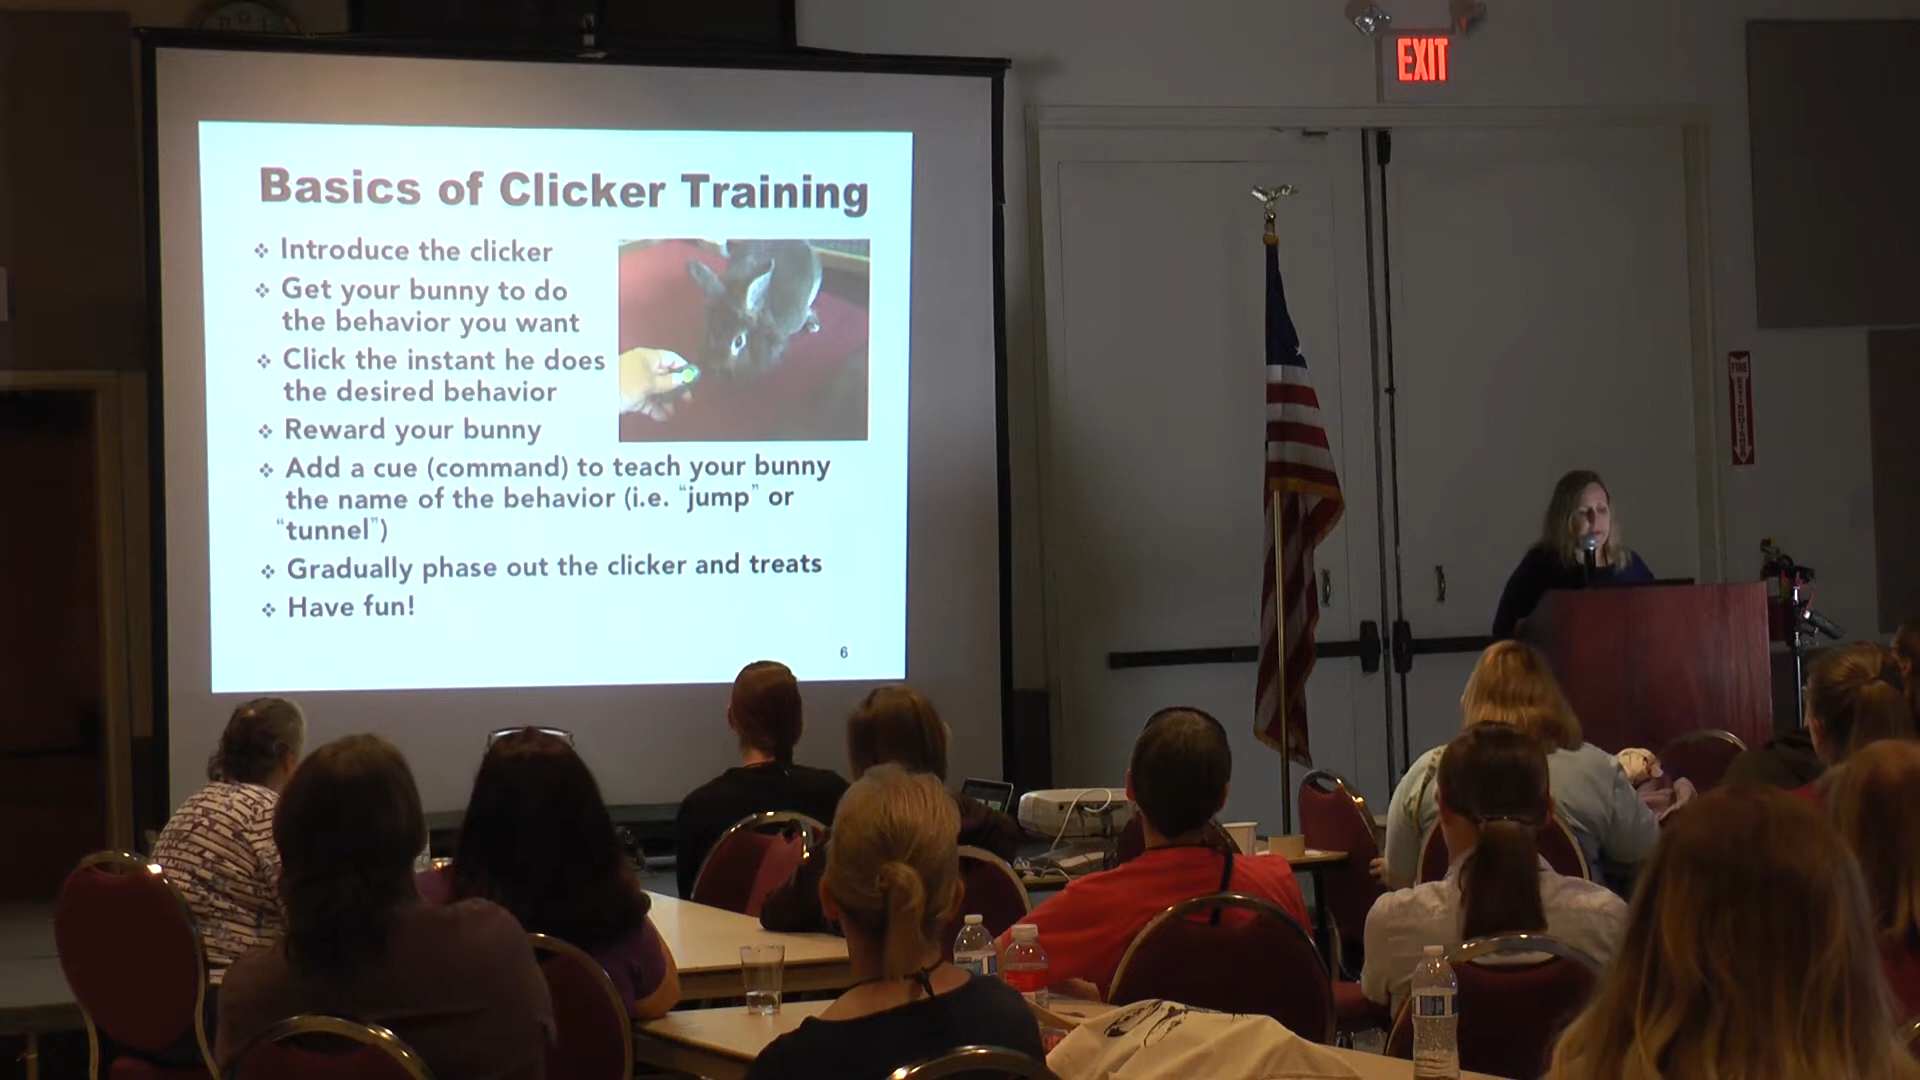 EXIT
Basics of Clicker Training
❖ Introduce the clicker
❖ Get your bunny to do
the behavior you want
❖ Click the instant he does
the desired behavior
❖ Reward your bunny
❖ Add a cue (command) to teach your bunny
the name of the behavior (i.e. “jump” or
“tunnel”)
❖ Gradually phase out the clicker and treats
❖ Have fun!
6
FIRE
EXTINGUISHER